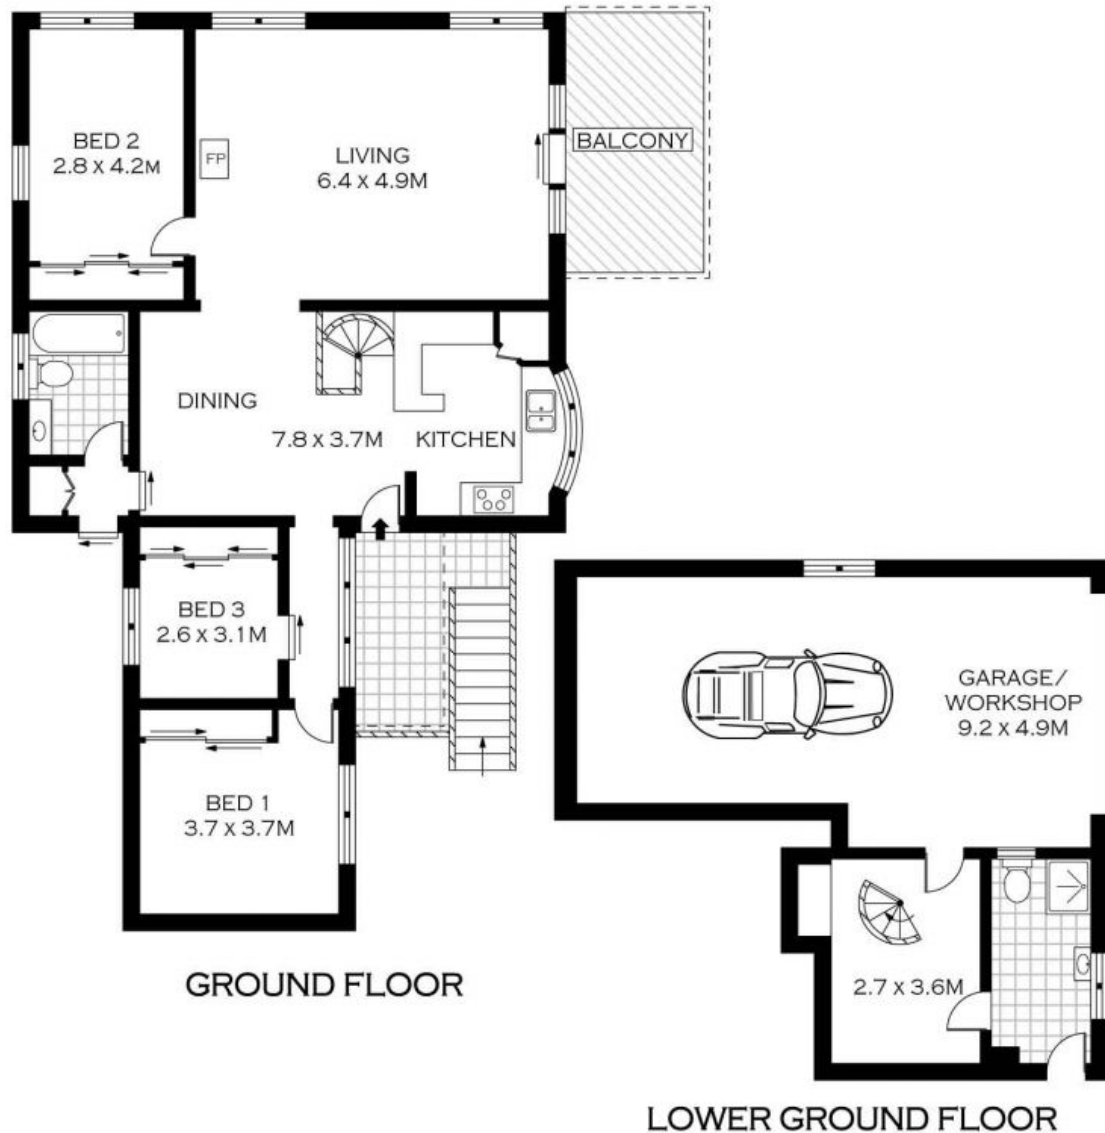 BED 2
2.8 x 4.2M
FP
LIVING
6.4 x 4.9M
BALCONY
DINING
7.8 x 3.7M
KITCHEN
BED 3
2.6 x 3.1M
BED 1
3.7 x 3.7M
GROUND FLOOR
GARAGE/
WORKSHOP
9.2 x 4.9M
2.7 x 3.6M
LOWER GROUND FLOOR